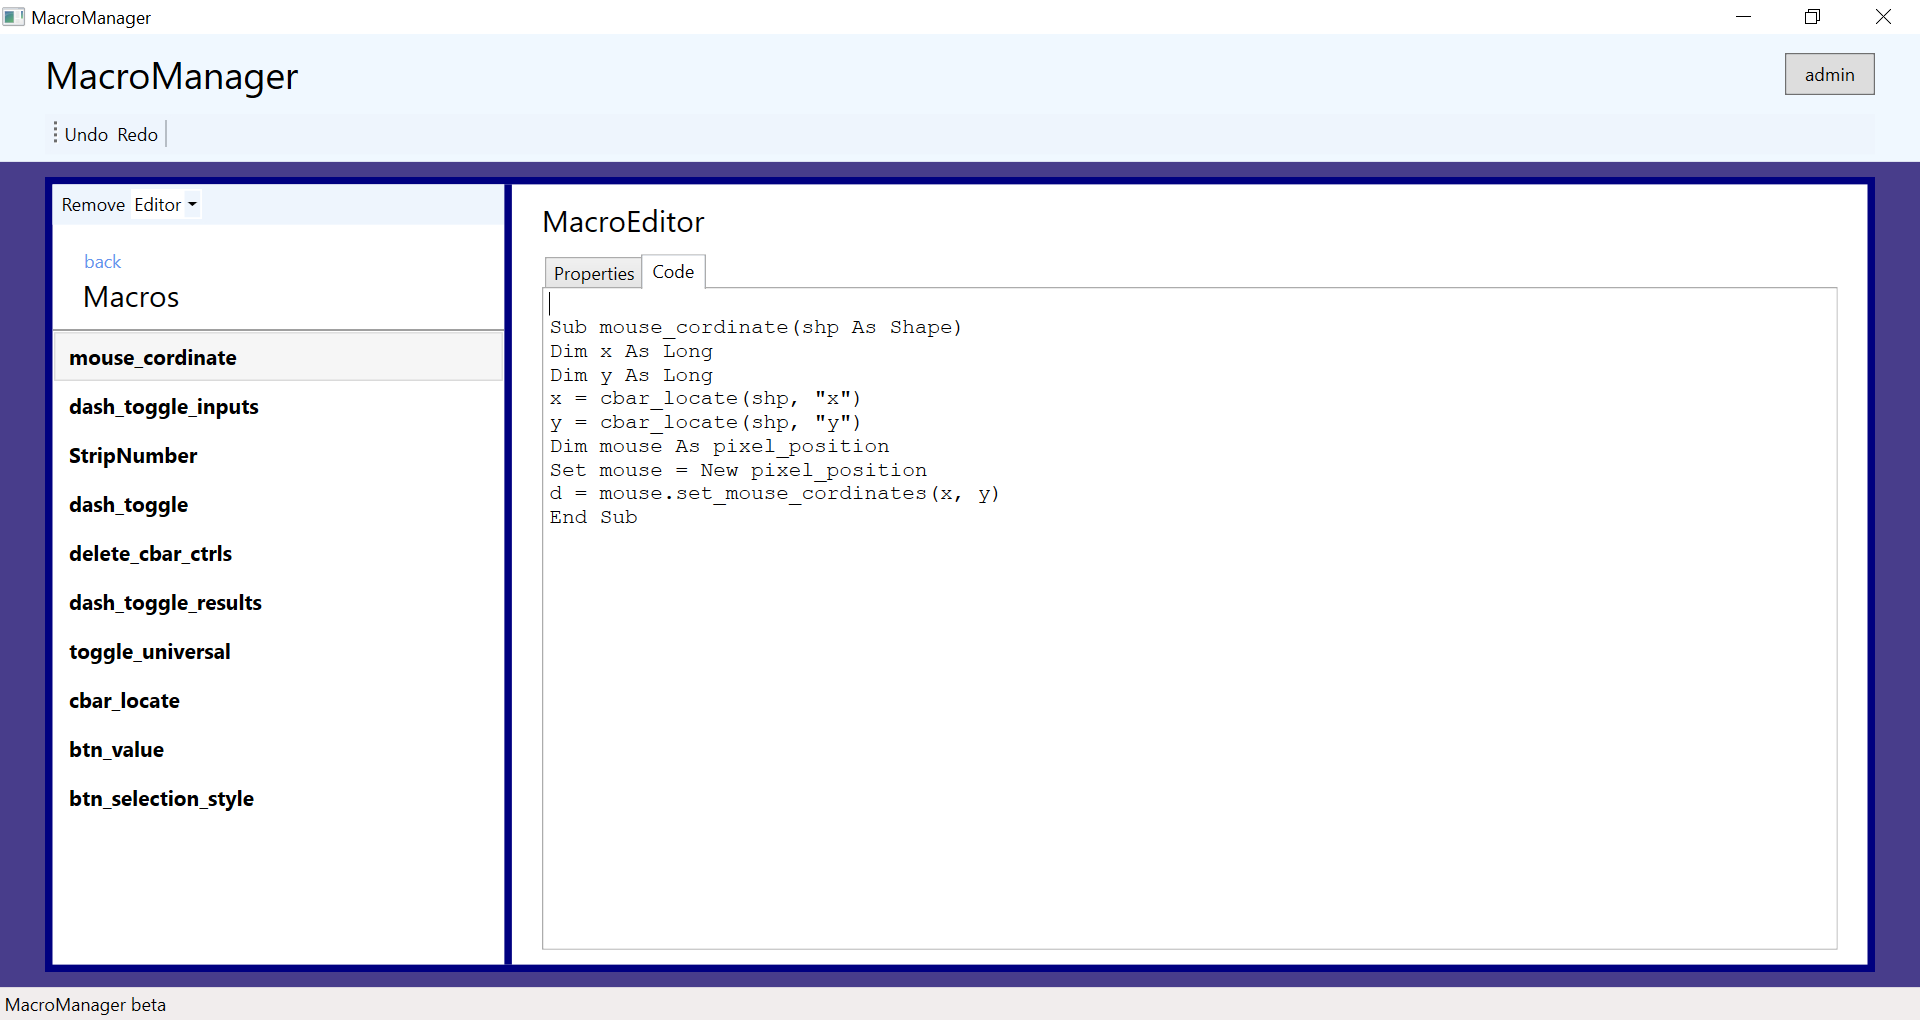 MacroManager
MacroManager
admin
Undo Redo
Remove Editor
back
Macros
mouse_cordinate
dash_toggle_inputs
StripNumber
dash_toggle
delete_cbar_ctrls
dash_toggle_results
toggle_universal
cbar_locate
btn_value
btn_selection_style
MacroEditor
Properties Code
Sub mouse_cordinate(shp As Shape)
Dim x As Long
Dim y As Long
x = cbar_locate(shp, "x")
y = cbar_locate(shp, "y")
Dim mouse As pixel_position
Set mouse = New pixel_position
d = mouse.set_mouse_cordinates(x, y)
End Sub
MacroManager beta